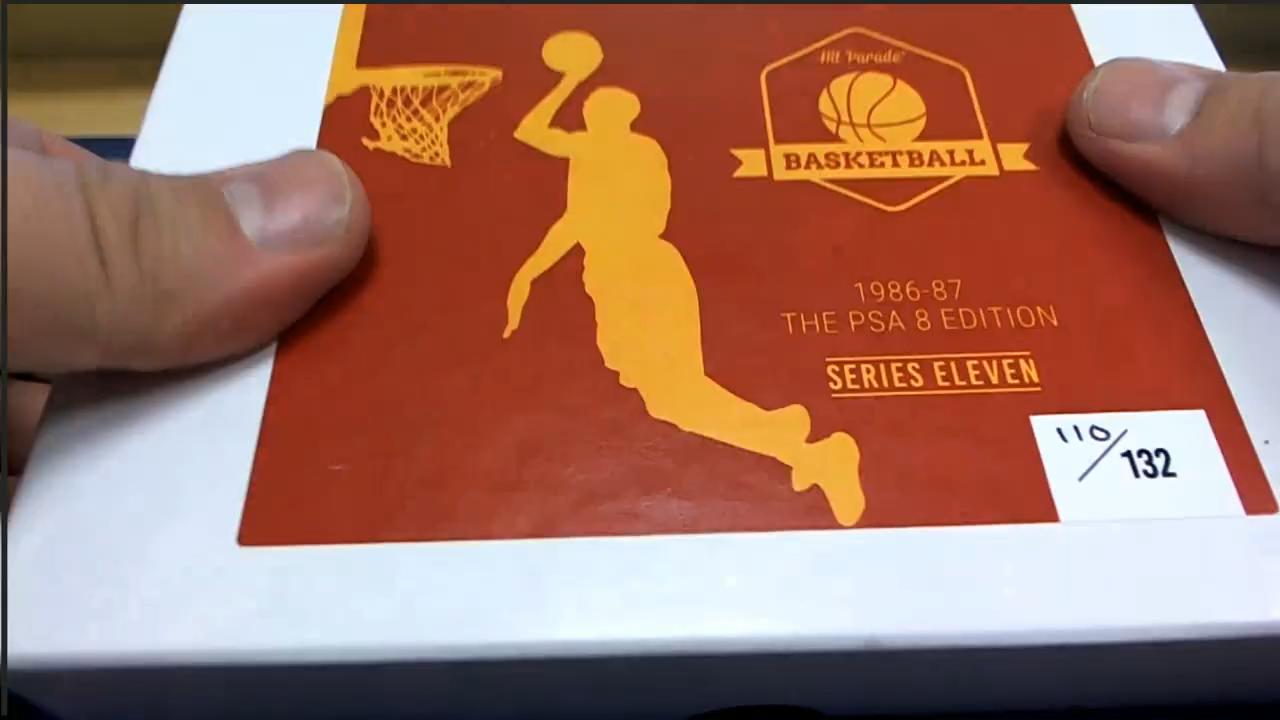 Hit Parade
BASKETBALL
1986-87
THE PSA 8 EDITION
SERIES ELEVEN
110/132